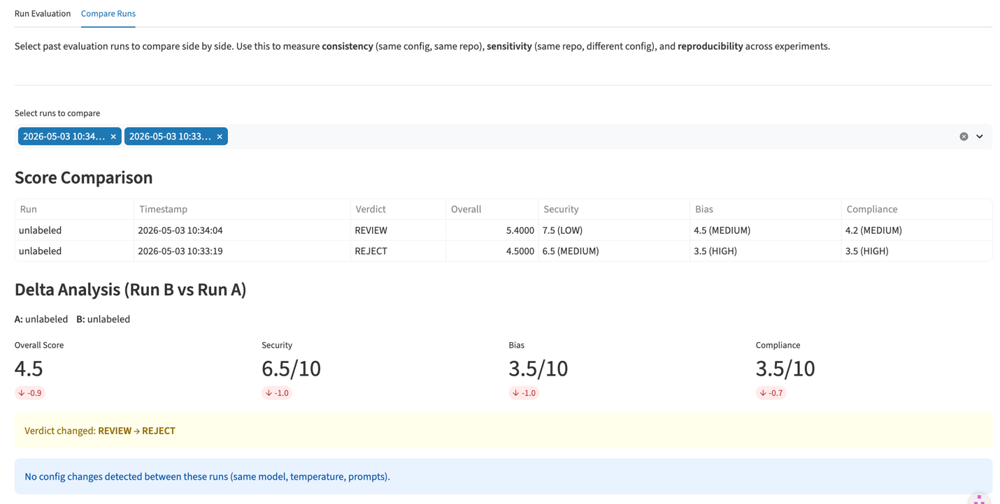 Run Evaluation Compare Runs
Select past evaluation runs to compare side by side. Use this to measure consistency (same config, same repo), sensitivity (same repo, different config), and reproducibility across experiments.
Select runs to compare
2026-05-03 10:34... × 2026-05-03 10:33... ×
Score Comparison
Run Timestamp Verdict Overall Security Bias Compliance
unlabeled 2026-05-03 10:34:04 REVIEW 5.4000 7.5 (LOW) 4.5 (MEDIUM) 4.2 (MEDIUM)
unlabeled 2026-05-03 10:33:19 REJECT 4.5000 6.5 (MEDIUM) 3.5 (HIGH) 3.5 (HIGH)
Delta Analysis (Run B vs Run A)
A: unlabeled B: unlabeled
Overall Score Security Bias Compliance
4.5 6.5/10 3.5/10 3.5/10
↓ -0.9 ↓ -1.0 ↓ -1.0 ↓ -0.7
Verdict changed: REVIEW → REJECT
No config changes detected between these runs (same model, temperature, prompts).